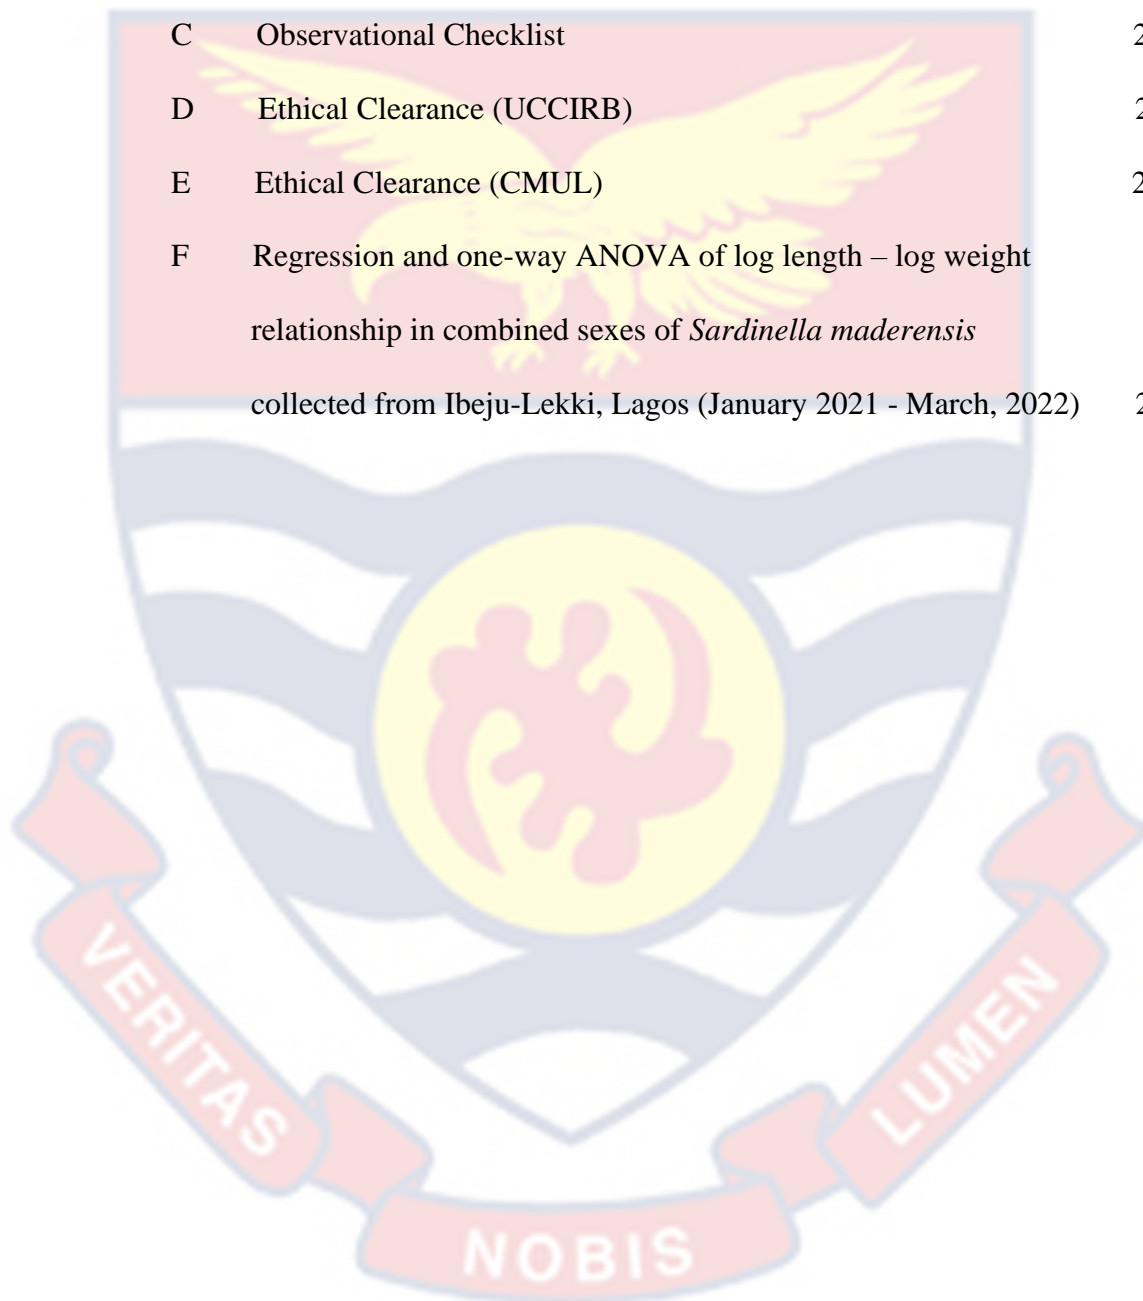 C Observational Checklist 2
D Ethical Clearance (UCCIRB) 2
E Ethical Clearance (CMUL) 2
F Regression and one-way ANOVA of log length – log weight
relationship in combined sexes of Sardinella maderensis
collected from Ibeju-Lekki, Lagos (January 2021 - March, 2022) 2
VERITAS
NOBIS
LUMEN